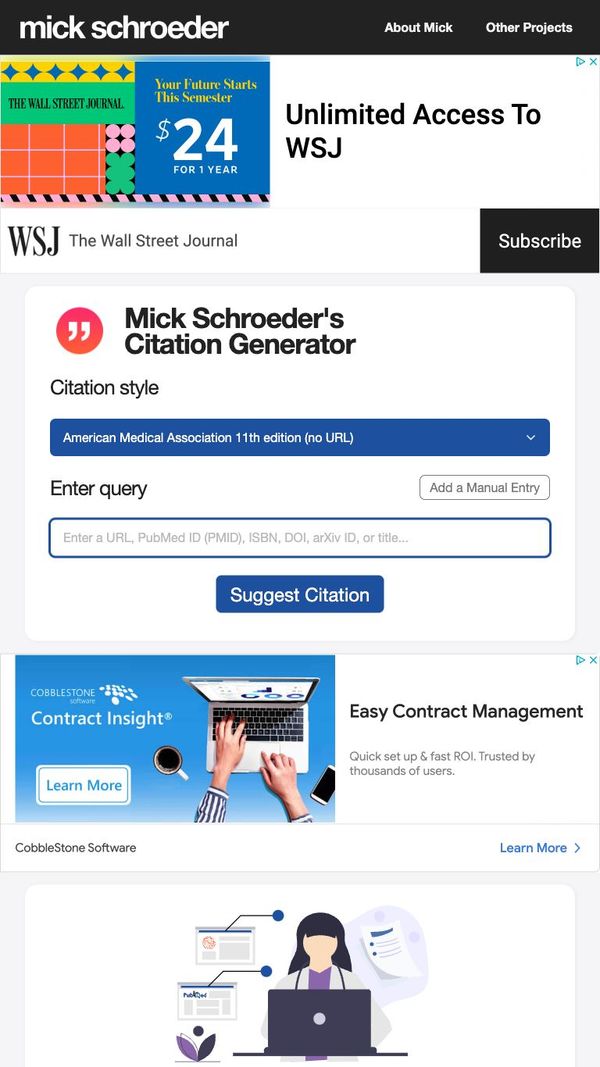 mick schroeder
About Mick
Other Projects
THE WALL STREET JOURNAL.
Your Future Starts
This Semester
$24
FOR 1 YEAR
Unlimited Access To
WSJ
WSJ The Wall Street Journal
Subscribe
Mick Schroeder's
Citation Generator
Citation style
American Medical Association 11th edition (no URL)
Enter query
Add a Manual Entry
Enter a URL, PubMed ID (PMID), ISBN, DOI, arXiv ID, or title...
Suggest Citation
COBBLESTONE
software
Contract Insight®
Learn More
Easy Contract Management
Quick set up & fast ROI. Trusted by
thousands of users.
CobbleStone Software
Learn More
PubMed